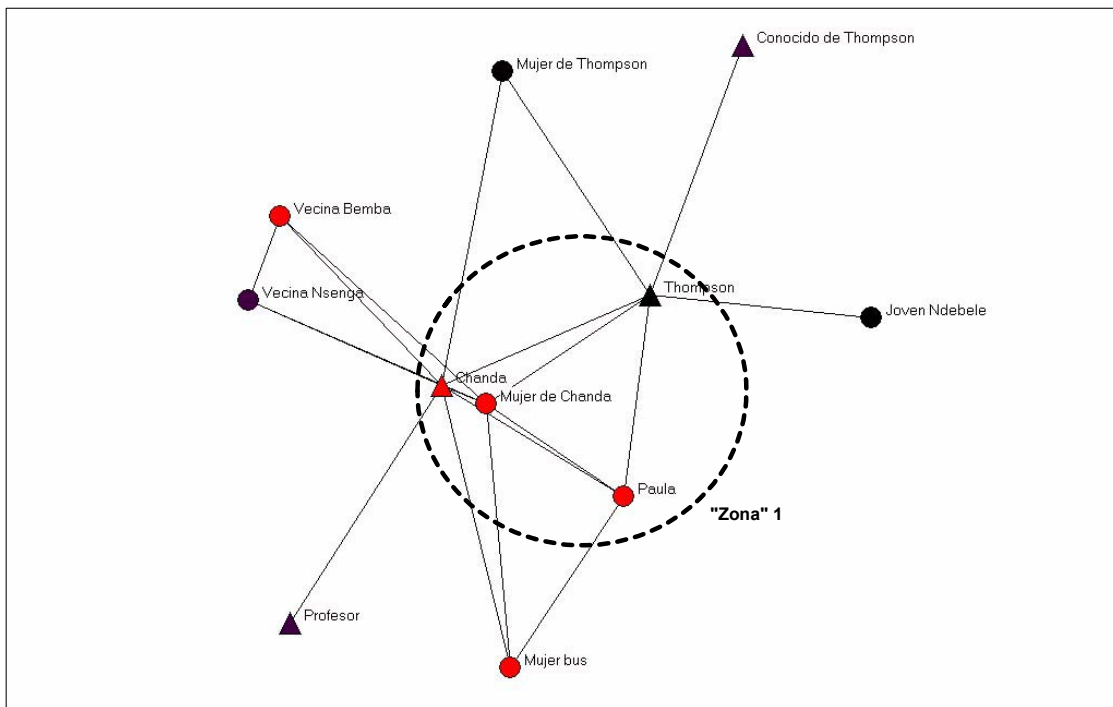 Conocido de Thompson
Mujer de Thompson
Vecina Bemba
Thompson
Vecina Nsenga
Joven Ndebele
Chanda
Mujer de Chanda
Paula
"Zona" 1
Profesor
Mujer bus